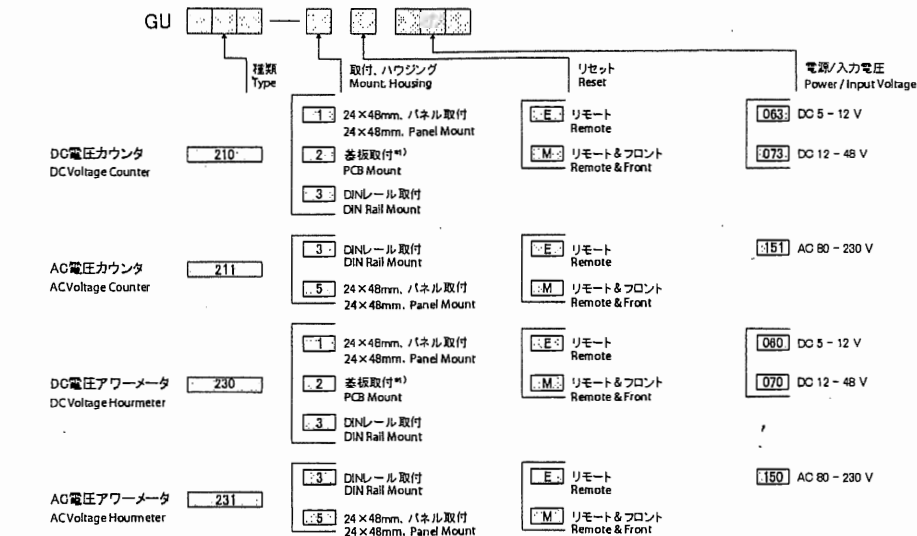 GU
種類
Type
取付、ハウジング
Mount. Housing
リセット
Reset
電源/入力電圧
Power / Input Voltage
DC電圧カウンタ
DC Voltage Counter
210
1 24×48mm、パネル取付
24×48mm. Panel Mount
2 基板取付*1)
PCB Mount
3 DINレール取付
DIN Rail Mount
E リモート
Remote
M リモート&フロント
Remote & Front
063 DC 5 - 12 V
073 DC 12 - 48 V
AC電圧カウンタ
AC Voltage Counter
211
3 DINレール取付
DIN Rail Mount
5 24×48mm、パネル取付
24×48mm. Panel Mount
E リモート
Remote
M リモート&フロント
Remote & Front
151 AC 80 - 230 V
DC電圧アワーメータ
DC Voltage Hourmeter
230
1 24×48mm、パネル取付
24×48mm. Panel Mount
2 基板取付*1)
PCB Mount
3 DINレール取付
DIN Rail Mount
E リモート
Remote
M リモート&フロント
Remote & Front
060 DC 5 - 12 V
070 DC 12 - 48 V
AC電圧アワーメータ
AC Voltage Hourmeter
231
3 DINレール取付
DIN Rail Mount
5 24×48mm、パネル取付
24×48mm. Panel Mount
E リモート
Remote
M リモート&フロント
Remote & Front
150 AC 80 - 230 V